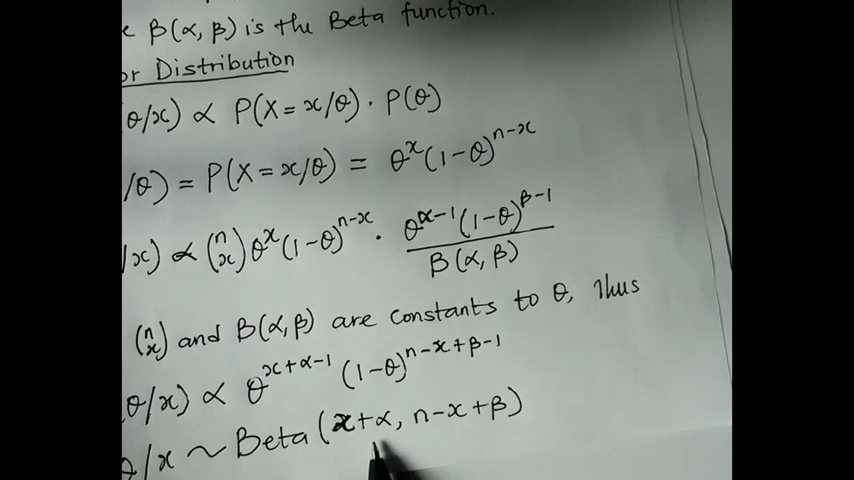 β(α, β) is the Beta function.
or Distribution
θ/x) ∝ P(X=x/θ) · P(θ)
/θ) = P(X=x/θ) = θ^x (1-θ)^{n-x}
/x) ∝ (n x) θ^x (1-θ)^{n-x} · θ^{α-1} (1-θ)^{β-1} / β(α, β)
(n x) and β(α, β) are constants to θ, thus
θ/x) ∝ θ^{x+α-1} (1-θ)^{n-x+β-1}
θ/x ~ Beta (x+α, n-x+β)